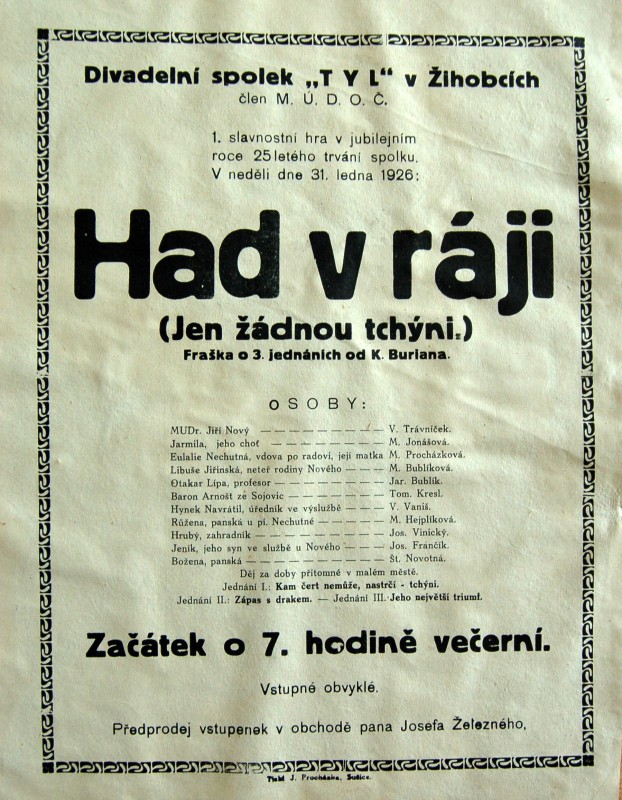 Divadelní spolek „TYL“ v Žihobcích
člen M. Ú. D. O. Č.
1. slavnostní hra v jubilejním
roce 25letého trvání spolku.
V neděli dne 31. ledna 1926:
Had v ráji
(Jen žádnou tchýni.)
Fraška o 3. jednáních od K. Buriana.
OSOBY:
MUDr. Jiří Nový — — — — — — — — — V. Trávníček.
Jarmila, jeho choť — — — — — — — — M. Jonášová.
Eulalie Nechutná, vdova po radovi, její matka M. Procházková.
Libuše Jiřinská, neteř rodiny Nového — — — M. Bublíková.
Otakar Lípa, profesor — — — — — — — — Jar. Bublík.
Baron Arnošt ze Sojovic — — — — — — — Tom. Kresl.
Hynek Navrátil, úředník ve výslužbě — — — V. Vaniš.
Růžena, panská u pí. Nechutné — — — — — M. Hejplíková.
Hrubý, zahradník — — — — — — — — — Jos. Vinický.
Jeník, jeho syn ve službě u Nového — — — Jos. Frančík.
Božena, panská — — — — — — — — — Št. Novotná.
Děj za doby přítomné v malém městě.
Jednání I.: Kam čert nemůže, nastrčí - tchýni.
Jednání II.: Zápas s drakem. — Jednání III. Jeho největší triumf.
Začátek o 7. hodině večerní.
Vstupné obvyklé.
Předprodej vstupenek v obchodě pana Josefa Železného,
Tiskl J. Procházka, Sušice.